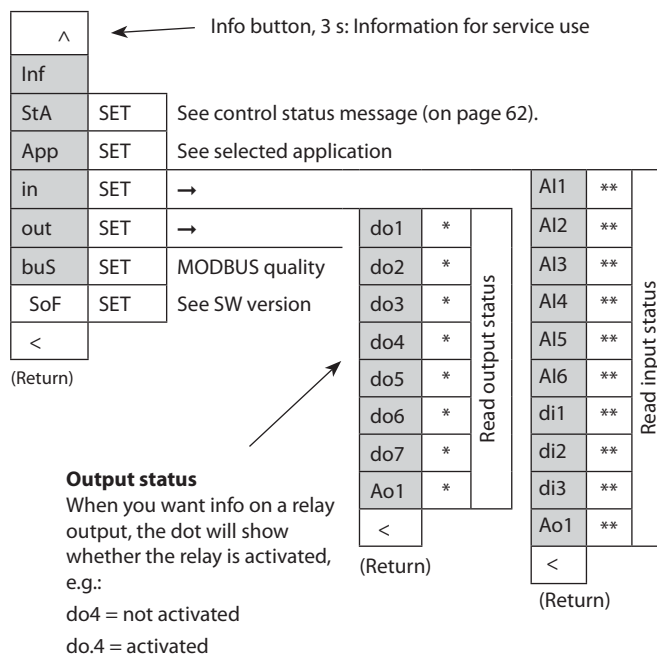 ^
Info button, 3 s: Information for service use
Inf
StA SET See control status message (on page 62).
App SET See selected application
in SET →
out SET →
buS SET MODBUS quality
SoF SET See SW version
<
(Return)
do1 *
do2 *
do3 *
do4 *
do5 *
do6 *
do7 *
Ao1 *
<
(Return)
Read output status
AI1 **
AI2 **
AI3 **
AI4 **
AI5 **
AI6 **
di1 **
di2 **
di3 **
Ao1 **
<
(Return)
Read input status
Output status
When you want info on a relay
output, the dot will show
whether the relay is activated,
e.g.:
do4 = not activated
do.4 = activated